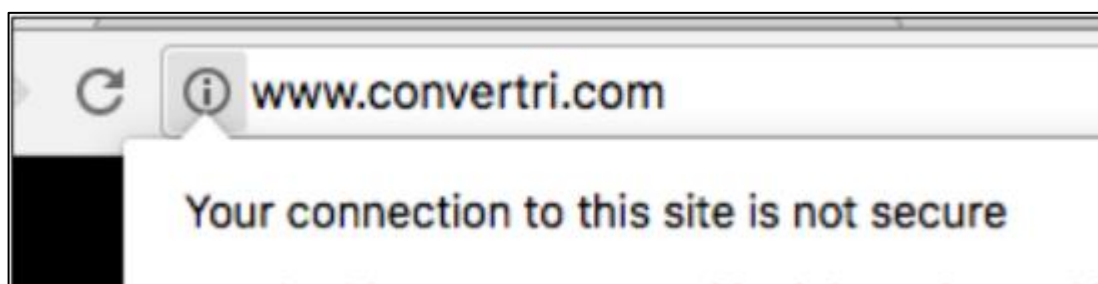 www.convertri.com
Your connection to this site is not secure